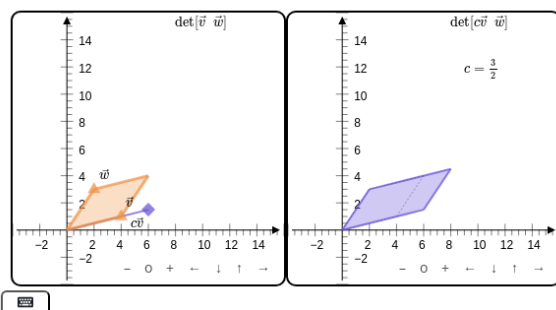 det[v⃗ w⃗]
14
12
10
8
6
4
2
w⃗
v⃗
cv⃗
−2 2 4 6 8 10 12 14
−2
− o + ← ↓ ↑ →
det[cv⃗ w⃗]
c = 3/2
14
12
10
8
6
4
2
−2 2 4 6 8 10 12 14
−2
− o + ← ↓ ↑ →